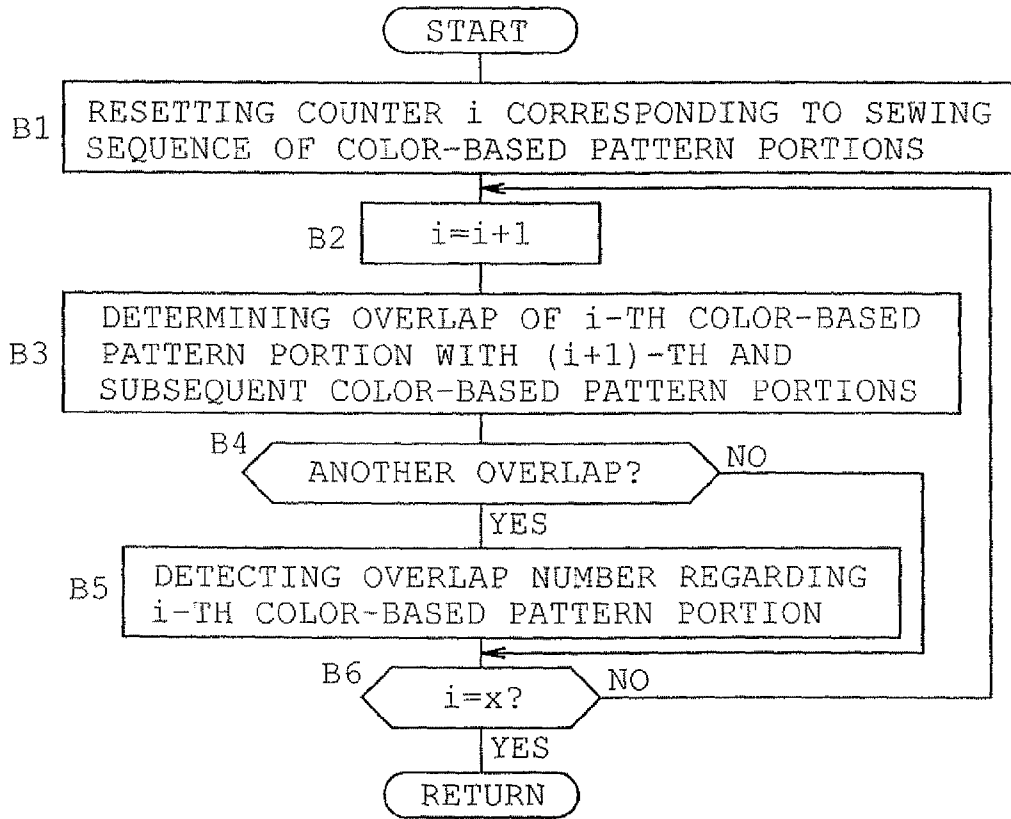 START
B1
RESETTING COUNTER i CORRESPONDING TO SEWING
SEQUENCE OF COLOR-BASED PATTERN PORTIONS
B2
i=i+1
B3
DETERMINING OVERLAP OF i-TH COLOR-BASED
PATTERN PORTION WITH (i+1)-TH AND
SUBSEQUENT COLOR-BASED PATTERN PORTIONS
B4
ANOTHER OVERLAP?
NO
YES
B5
DETECTING OVERLAP NUMBER REGARDING
i-TH COLOR-BASED PATTERN PORTION
B6
i=x?
NO
YES
RETURN